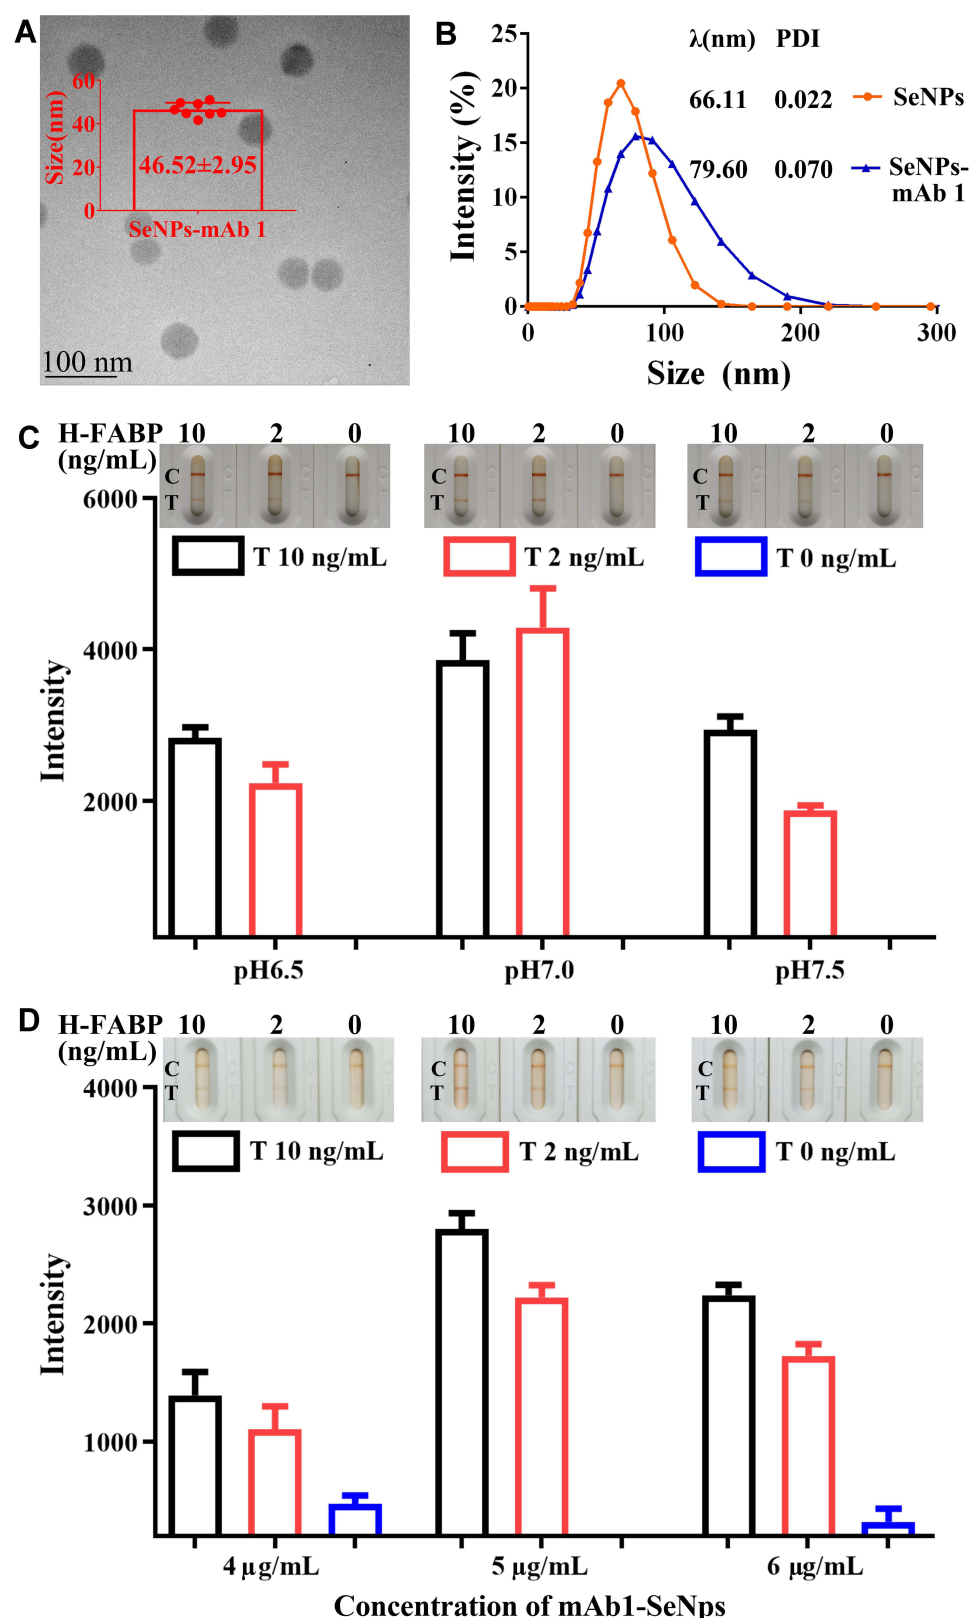 A
60
40
20
0
Size(nm)
46.52±2.95
SeNPs-mAb 1
100 nm
B
λ(nm) PDI
66.11 0.022 SeNPs
79.60 0.070 SeNPs-
mAb 1
25
20
15
10
5
0
Intensity (%)
0 100 200 300
Size (nm)
C
H-FABP 10 2 0 10 2 0 10 2 0
(ng/mL)
C C C
T T T
T 10 ng/mL T 2 ng/mL T 0 ng/mL
6000
4000
2000
Intensity
pH6.5 pH7.0 pH7.5
D
H-FABP 10 2 0 10 2 0 10 2 0
(ng/mL)
C C C
T T T
T 10 ng/mL T 2 ng/mL T 0 ng/mL
4000
3000
2000
1000
Intensity
4 μg/mL 5 μg/mL 6 μg/mL
Concentration of mAb1-SeNps